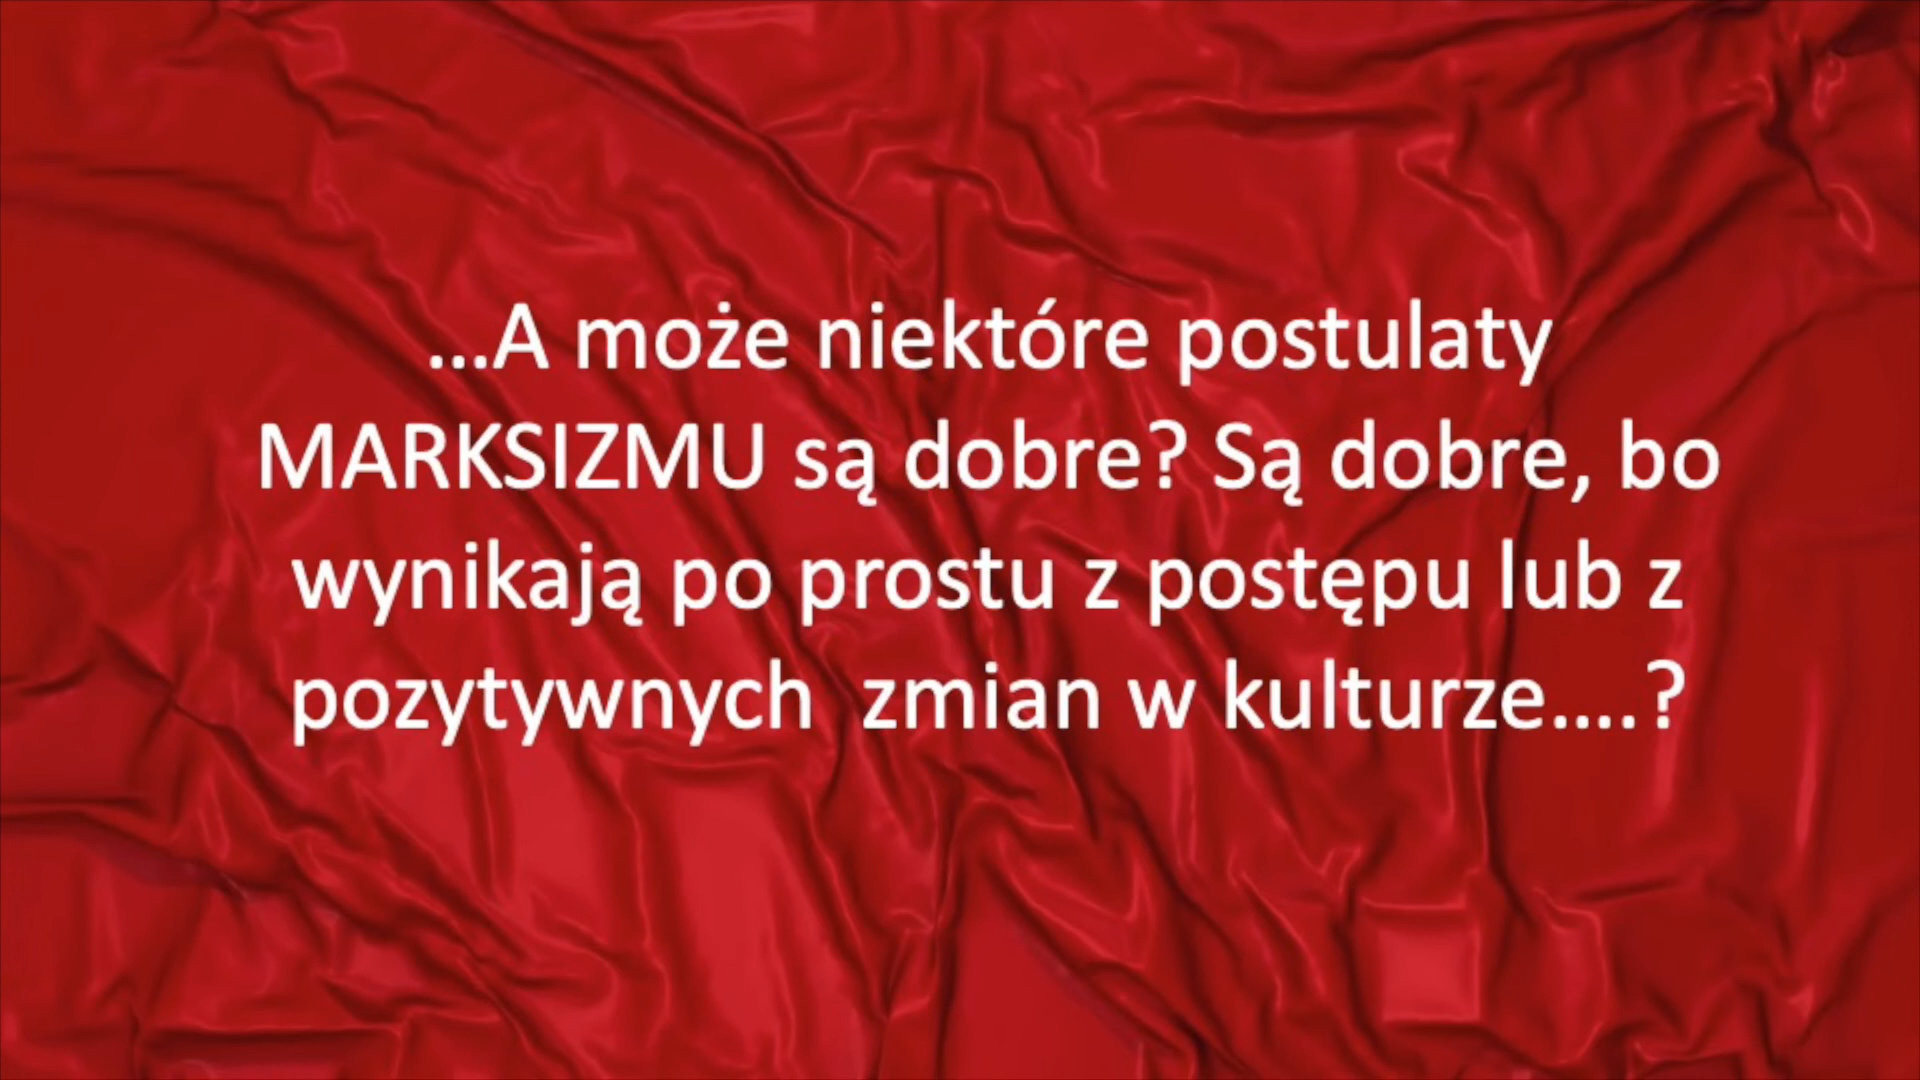 ...A może niektóre postulaty
MARKSIZMU są dobre? Są dobre, bo
wynikają po prostu z postępu lub z
pozytywnych  zmian w kulturze....?